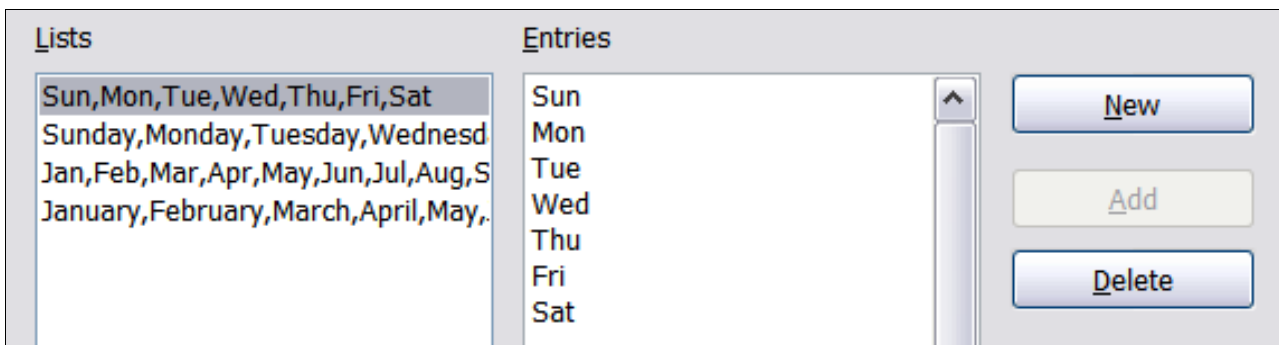 Lists
Sun,Mon,Tue,Wed,Thu,Fri,Sat
Sunday,Monday,Tuesday,Wednesd
Jan,Feb,Mar,Apr,May,Jun,Jul,Aug,S
January,February,March,April,May,.
Entries
Sun
Mon
Tue
Wed
Thu
Fri
Sat
New
Add
Delete